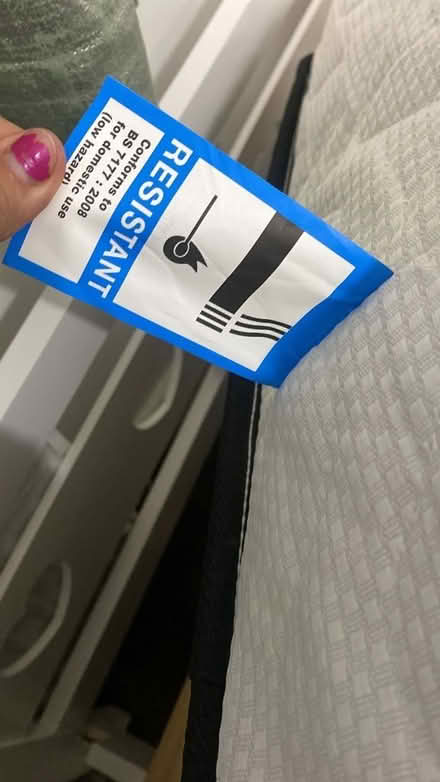 RESISTANT
Conforms to
BS 7177 : 2008
for domestic use
(low hazard)